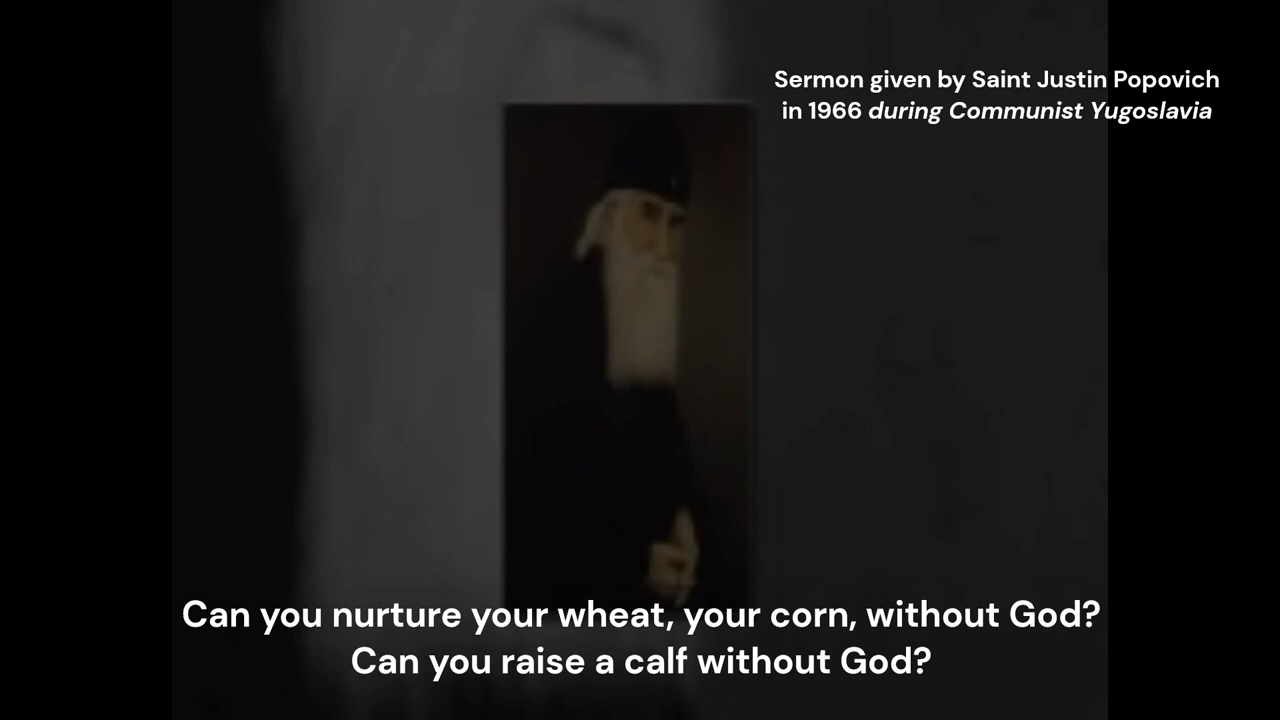 Sermon given by Saint Justin Popovich
in 1966 during Communist Yugoslavia
Can you nurture your wheat, your corn, without God?
Can you raise a calf without God?